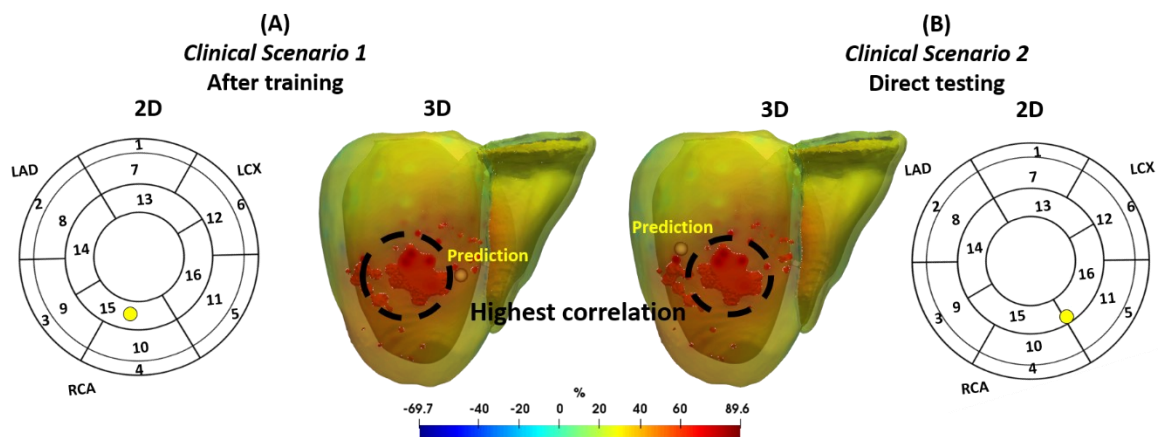 (A)
Clinical Scenario 1
After training
2D
3D
LAD
LCX
RCA
1
7
13
2
8
14
12
6
16
11
5
3
9
15
10
4
Prediction
(B)
Clinical Scenario 2
Direct testing
3D
2D
Prediction
LAD
LCX
RCA
1
7
13
2
8
14
12
6
16
11
5
3
9
15
10
4
Highest correlation
%
-69.7 -40 -20 0 20 40 60 89.6